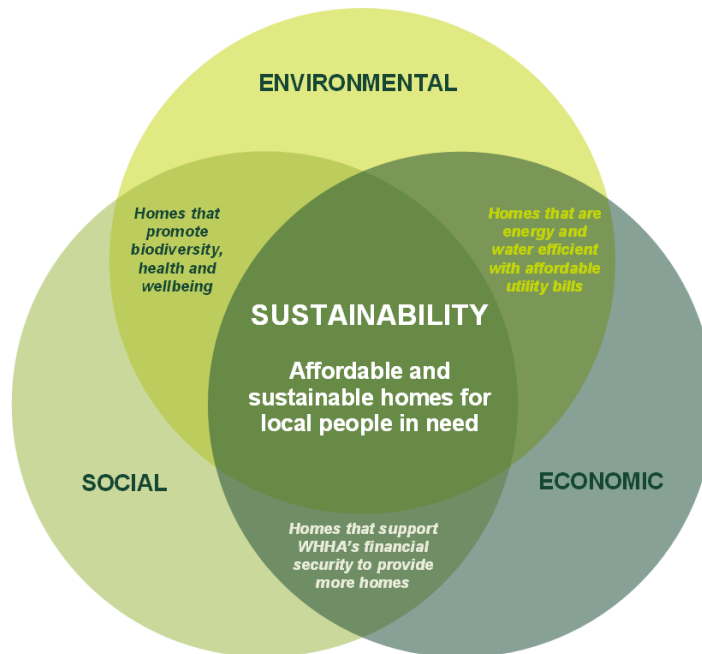 ENVIRONMENTAL
Homes that
promote
biodiversity,
health and
wellbeing
Homes that are
energy and
water efficient
with affordable
utility bills
SUSTAINABILITY
Affordable and
sustainable homes for
local people in need
SOCIAL
ECONOMIC
Homes that support
WHHA's financial
security to provide
more homes